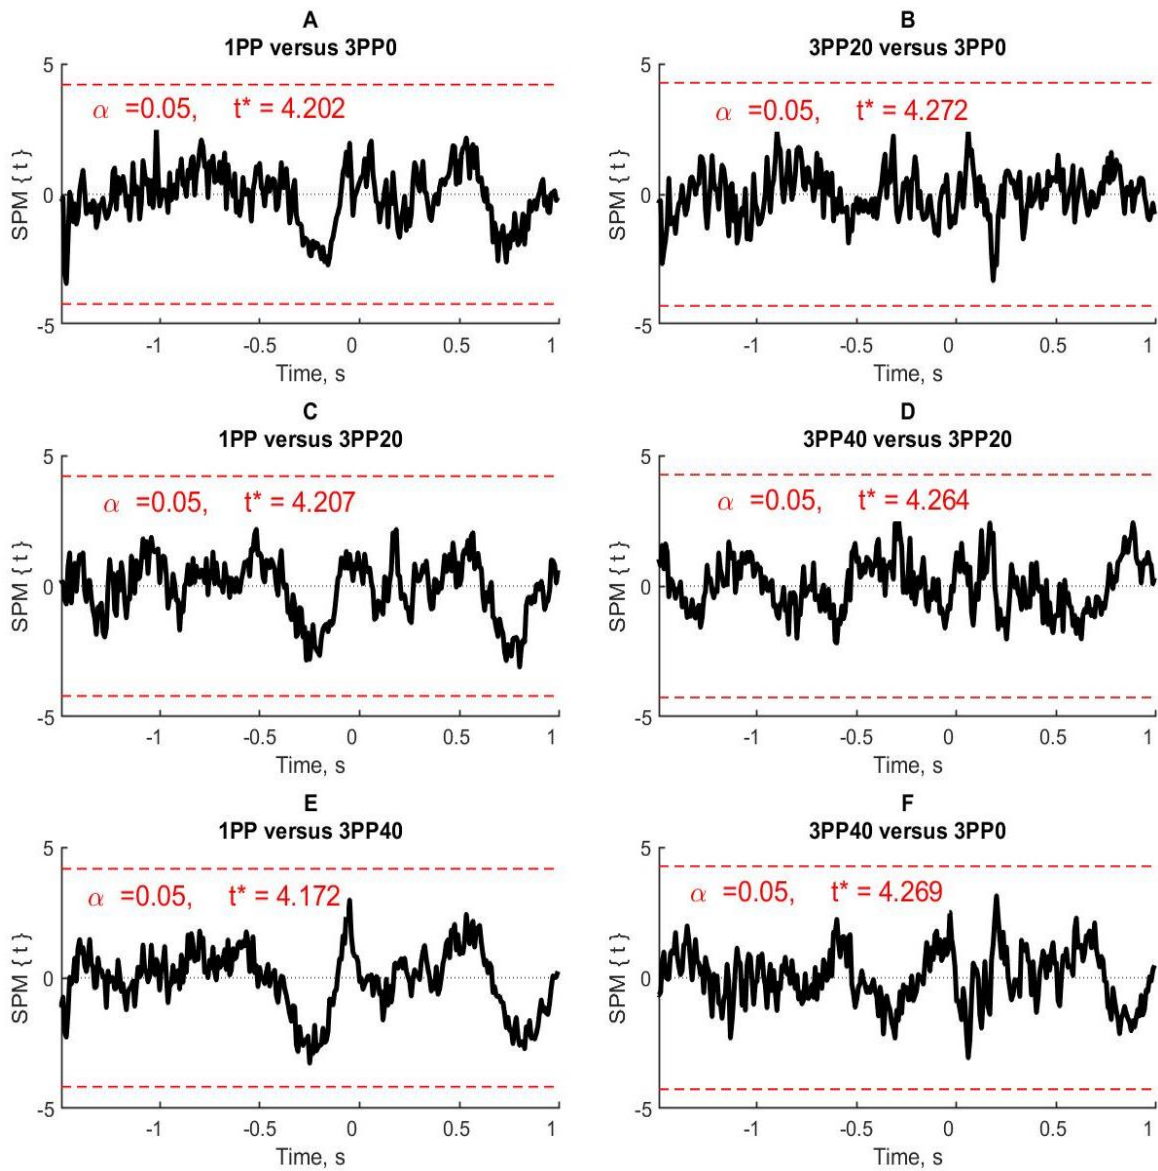 A
1PP versus 3PP0
5
α =0.05, t* = 4.202
0
-5
SPM { t }
-1 -0.5 0 0.5 1
Time, s
B
3PP20 versus 3PP0
5
α =0.05, t* = 4.272
0
-5
SPM { t }
-1 -0.5 0 0.5 1
Time, s
C
1PP versus 3PP20
5
α =0.05, t* = 4.207
0
-5
SPM { t }
-1 -0.5 0 0.5 1
Time, s
D
3PP40 versus 3PP20
5
α =0.05, t* = 4.264
0
-5
SPM { t }
-1 -0.5 0 0.5 1
Time, s
E
1PP versus 3PP40
5
α =0.05, t* = 4.172
0
-5
SPM { t }
-1 -0.5 0 0.5 1
Time, s
F
3PP40 versus 3PP0
5
α =0.05, t* = 4.269
0
-5
SPM { t }
-1 -0.5 0 0.5 1
Time, s